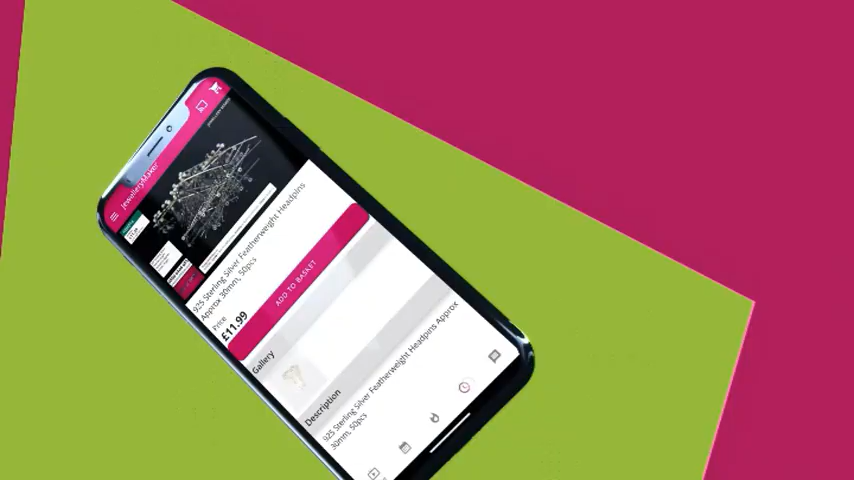 JewelleryMaker
925 Sterling Silver Featherweight Headpins
Approx 30mm, 50pcs
Price
£11.99
ADD TO BASKET
Gallery
Description
925 Sterling Silver Featherweight Headpins Approx
30mm, 50pcs